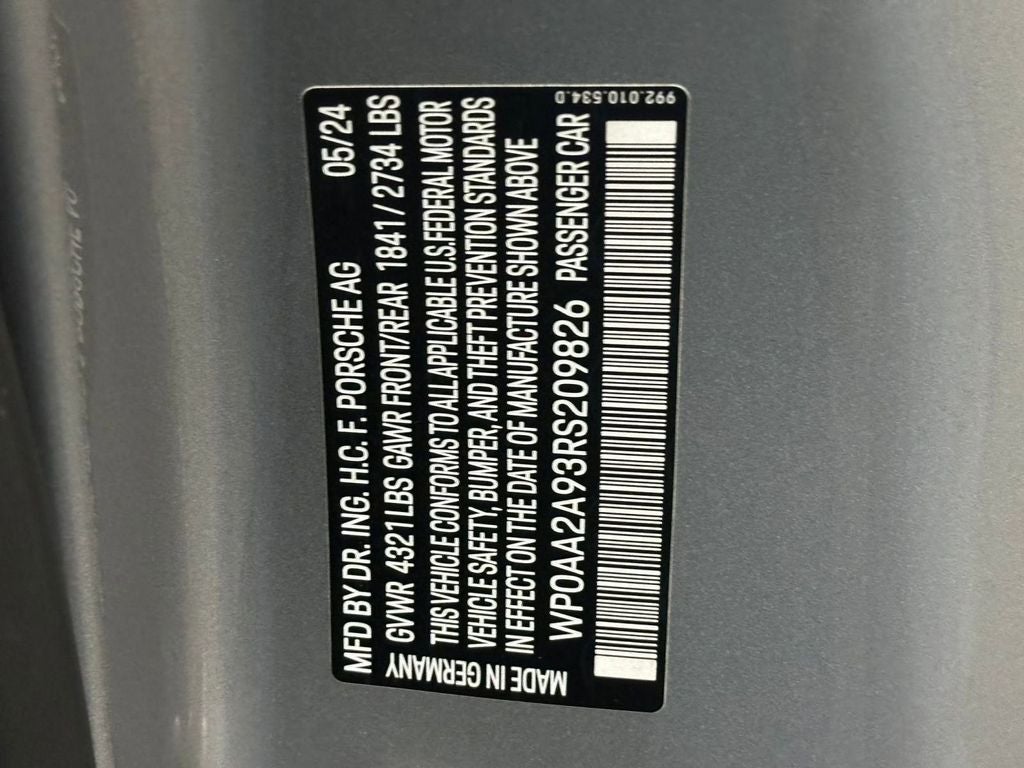 MFD BY DR. ING. H.C. F. PORSCHE AG 05/24
GVWR 4321 LBS GAWR FRONT/REAR 1841 / 2734 LBS
THIS VEHICLE CONFORMS TO ALL APPLICABLE U.S. FEDERAL MOTOR
VEHICLE SAFETY, BUMPER, AND THEFT PREVENTION STANDARDS
IN EFFECT ON THE DATE OF MANUFACTURE SHOWN ABOVE
WP0AA2A93RS209826 PASSENGER CAR
MADE IN GERMANY
992.010.534.D